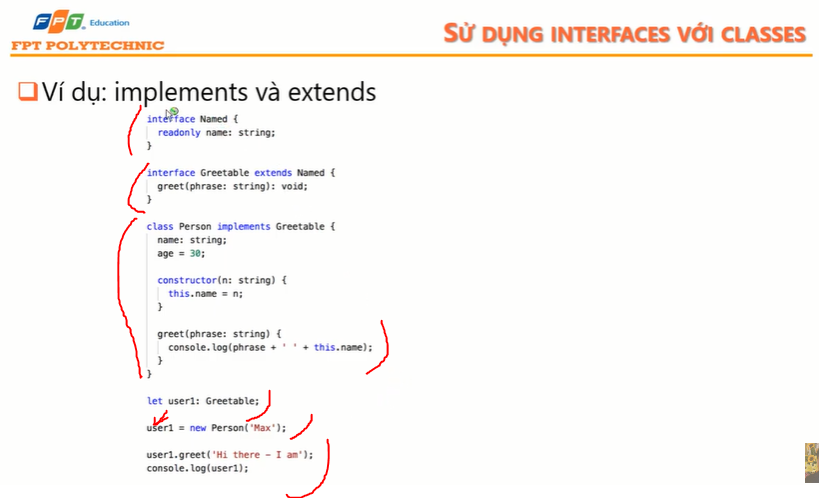 FPT. Education
FPT POLYTECHNIC
SỬ DỤNG INTERFACES VỚI CLASSES
Ví dụ: implements và extends
interface Named {
readonly name: string;
}
interface Greetable extends Named {
greet(phrase: string): void;
}
class Person implements Greetable {
name: string;
age = 30;
constructor(n: string) {
this.name = n;
}
greet(phrase: string) {
console.log(phrase + ' ' + this.name);
}
}
let user1: Greetable;
user1 = new Person('Max');
user1.greet('Hi there - I am');
console.log(user1);